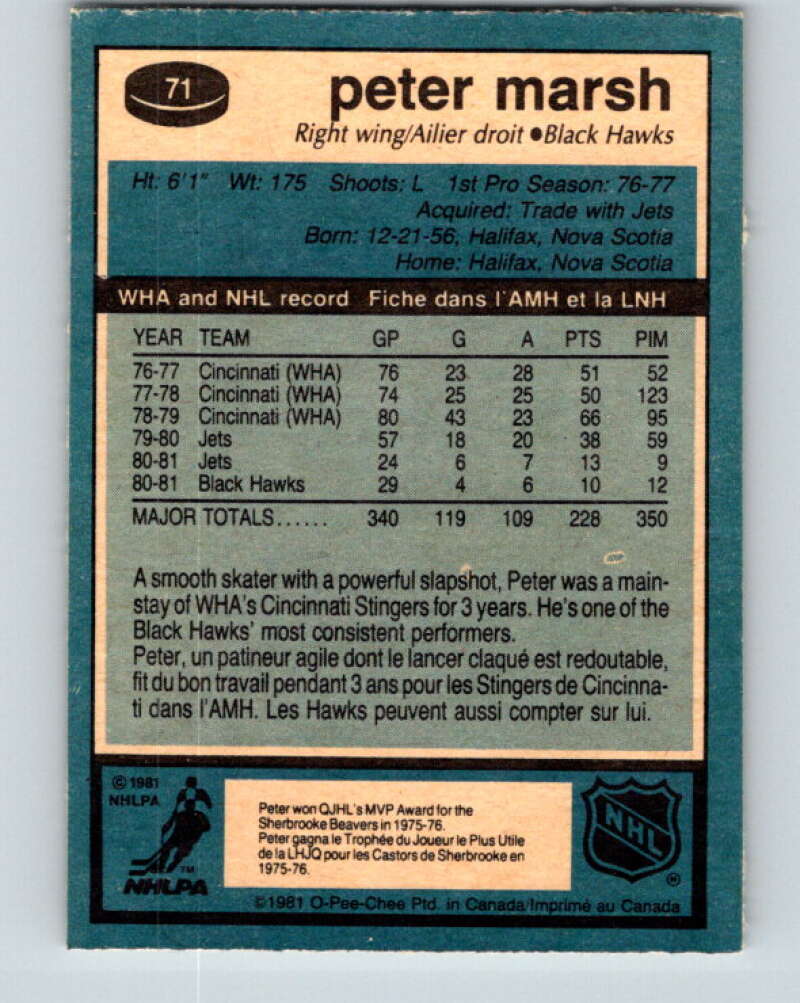 71
peter marsh
Right wing/Ailier droit ●Black Hawks
Ht: 6'1" Wt: 175 Shoots: L 1st Pro Season: 76-77
Acquired: Trade with Jets
Born: 12-21-56, Halifax, Nova Scotia
Home: Halifax, Nova Scotia
WHA and NHL record Fiche dans l'AMH et la LNH
YEAR TEAM GP G A PTS PIM
76-77 Cincinnati (WHA) 76 23 28 51 52
77-78 Cincinnati (WHA) 74 25 25 50 123
78-79 Cincinnati (WHA) 80 43 23 66 95
79-80 Jets 57 18 20 38 59
80-81 Jets 24 6 7 13 9
80-81 Black Hawks 29 4 6 10 12
MAJOR TOTALS...... 340 119 109 228 350
A smooth skater with a powerful slapshot, Peter was a main-
stay of WHA's Cincinnati Stingers for 3 years. He's one of the
Black Hawks' most consistent performers.
Peter, un patineur agile dont le lancer claqué est redoutable,
fit du bon travail pendant 3 ans pour les Stingers de Cincinna-
ti dans l'AMH. Les Hawks peuvent aussi compter sur lui.
© 1981
NHLPA
TM
NHLPA
Peter won QJHL's MVP Award for the
Sherbrooke Beavers in 1975-76.
Peter gagna le Trophée du Joueur le Plus Utile
de la LHJQ pour les Castors de Sherbrooke en
1975-76.
NHL
®
©1981 O-Pee-Chee Ptd. in Canada/Imprimé au Canada